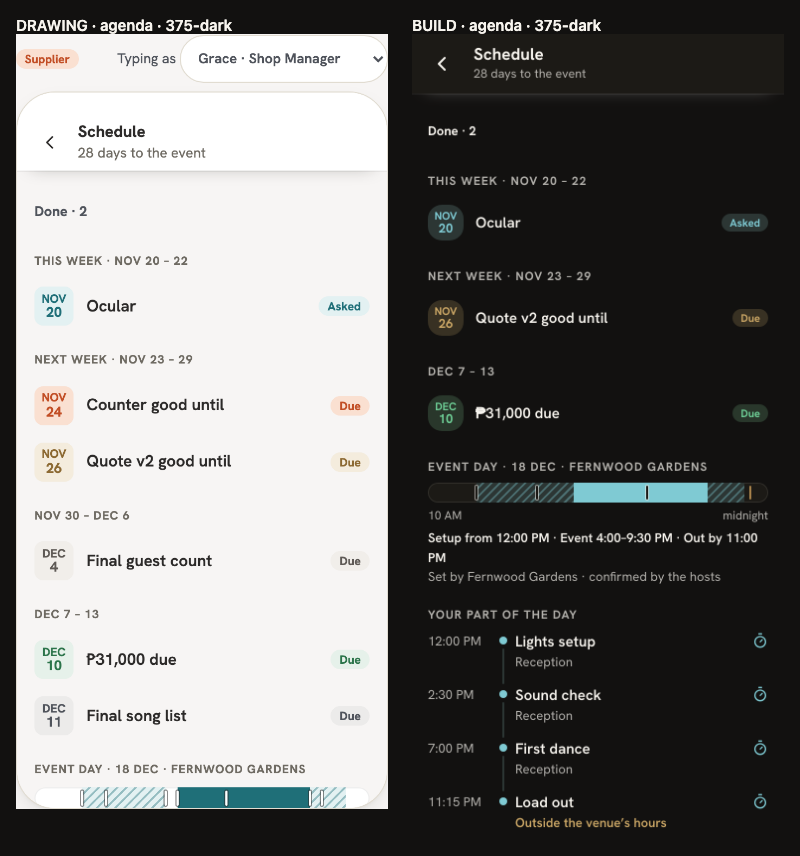 DRAWING · agenda · 375-dark
Supplier
Typing as
Grace · Shop Manager
Schedule
28 days to the event
Done · 2
THIS WEEK · NOV 20 – 22
NOV
20
Ocular
Asked
NEXT WEEK · NOV 23 – 29
NOV
24
Counter good until
Due
NOV
26
Quote v2 good until
Due
NOV 30 – DEC 6
DEC
4
Final guest count
Due
DEC 7 – 13
DEC
10
₱31,000 due
Due
DEC
11
Final song list
Due
EVENT DAY · 18 DEC · FERNWOOD GARDENS
BUILD · agenda · 375-dark
Schedule
28 days to the event
Done · 2
THIS WEEK · NOV 20 – 22
NOV
20
Ocular
Asked
NEXT WEEK · NOV 23 – 29
NOV
26
Quote v2 good until
Due
DEC 7 – 13
DEC
10
₱31,000 due
Due
EVENT DAY · 18 DEC · FERNWOOD GARDENS
10 AM
midnight
Setup from 12:00 PM · Event 4:00–9:30 PM · Out by 11:00
PM
Set by Fernwood Gardens · confirmed by the hosts
YOUR PART OF THE DAY
12:00 PM
Lights setup
Reception
2:30 PM
Sound check
Reception
7:00 PM
First dance
Reception
11:15 PM
Load out
Outside the venue’s hours